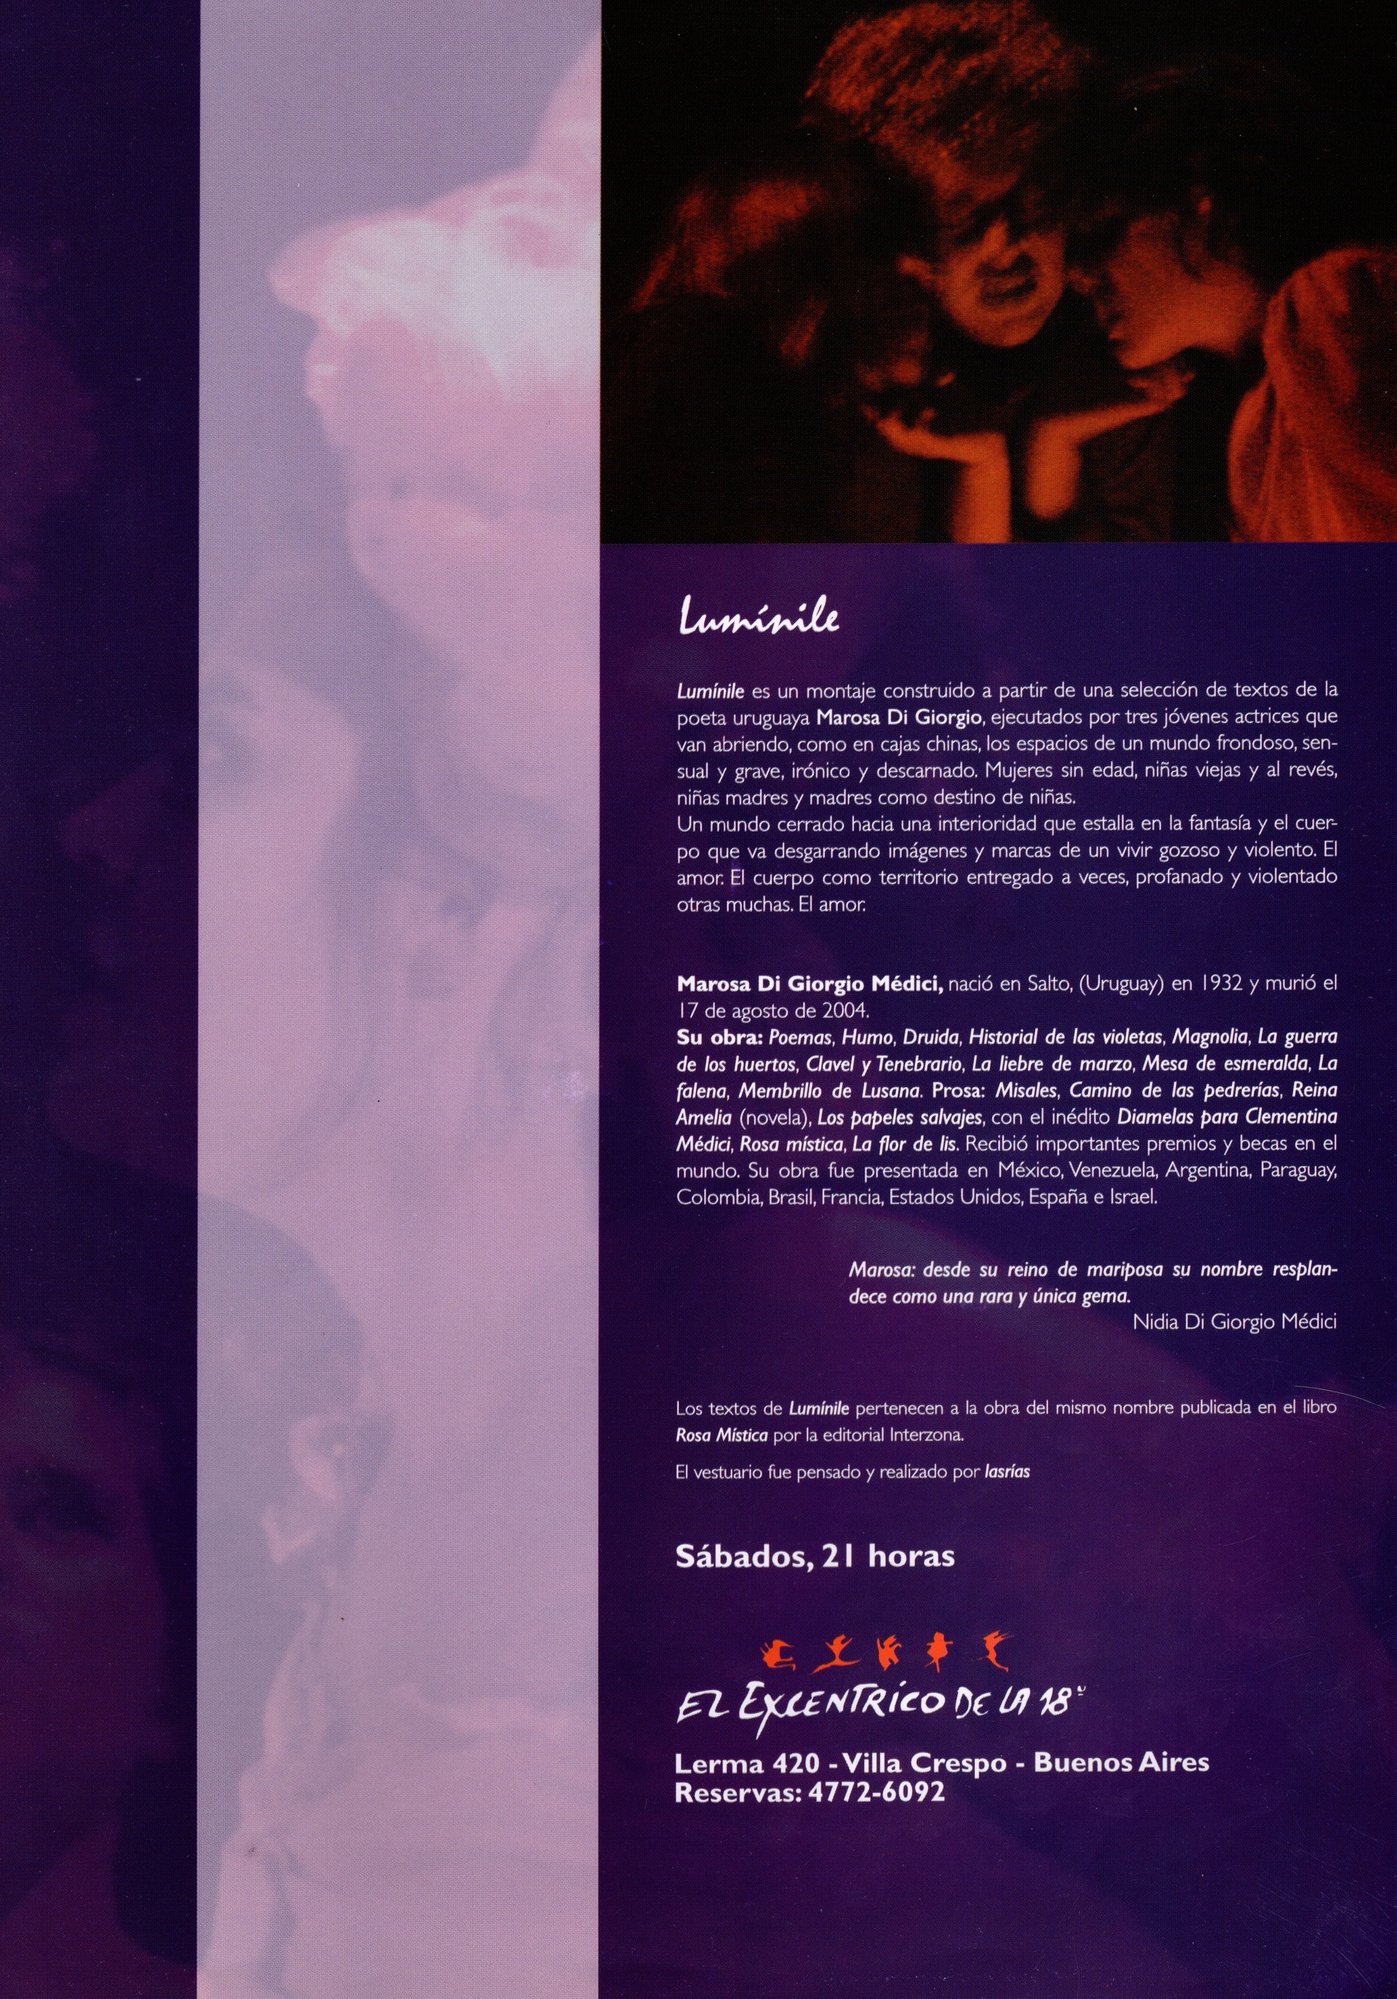 Lumínile
Lumínile es un montaje construido a partir de una selección de textos de la
poeta uruguaya Marosa Di Giorgio, ejecutados por tres jóvenes actrices que
van abriendo, como en cajas chinas, los espacios de un mundo frondoso, sen-
sual y grave, irónico y descarnado. Mujeres sin edad, niñas viejas y al revés,
niñas madres y madres como destino de niñas.
Un mundo cerrado hacia una interioridad que estalla en la fantasía y el cuer-
po que va desgarrando imágenes y marcas de un vivir gozoso y violento. El
amor. El cuerpo como territorio entregado a veces, profanado y violentado
otras muchas. El amor.
Marosa Di Giorgio Médici, nació en Salto, (Uruguay) en 1932 y murió el
17 de agosto de 2004.
Su obra: Poemas, Humo, Druida, Historial de las violetas, Magnolia, La guerra
de los huertos, Clavel y Tenebrario, La liebre de marzo, Mesa de esmeralda, La
falena, Membrillo de Lusana. Prosa: Misales, Camino de las pedrerías, Reina
Amelia (novela), Los papeles salvajes, con el inédito Diamelas para Clementina
Médici, Rosa mística, La flor de lis. Recibió importantes premios y becas en el
mundo. Su obra fue presentada en México, Venezuela, Argentina, Paraguay,
Colombia, Brasil, Francia, Estados Unidos, España e Israel.
Marosa: desde su reino de mariposa su nombre resplan-
dece como una rara y única gema.
Nidia Di Giorgio Médici
Los textos de Lumínile pertenecen a la obra del mismo nombre publicada en el libro
Rosa Mística por la editorial Interzona.
El vestuario fue pensado y realizado por lasrías
Sábados, 21 horas
EL EXCENTRICO DE LA 18º
Lerma 420 - Villa Crespo - Buenos Aires
Reservas: 4772-6092